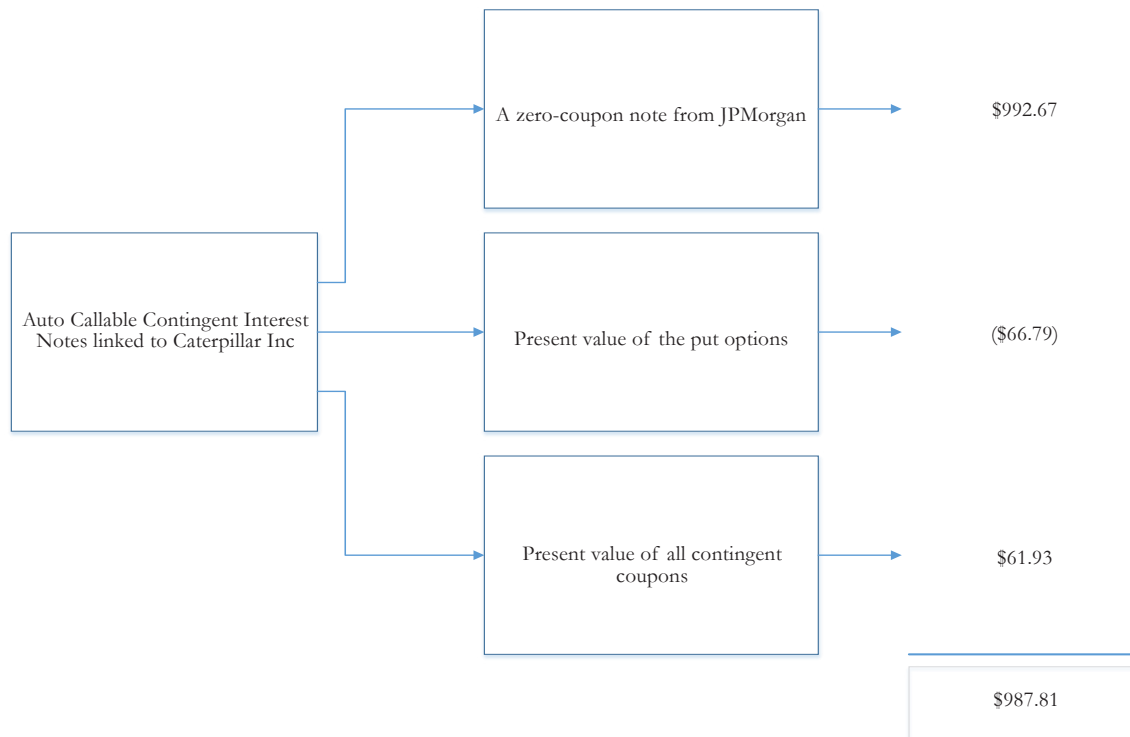 A zero-coupon note from JPMorgan
$992.67
Auto Callable Contingent Interest
Notes linked to Caterpillar Inc
Present value of the put options
($66.79)
Present value of all contingent
coupons
$61.93
$987.81